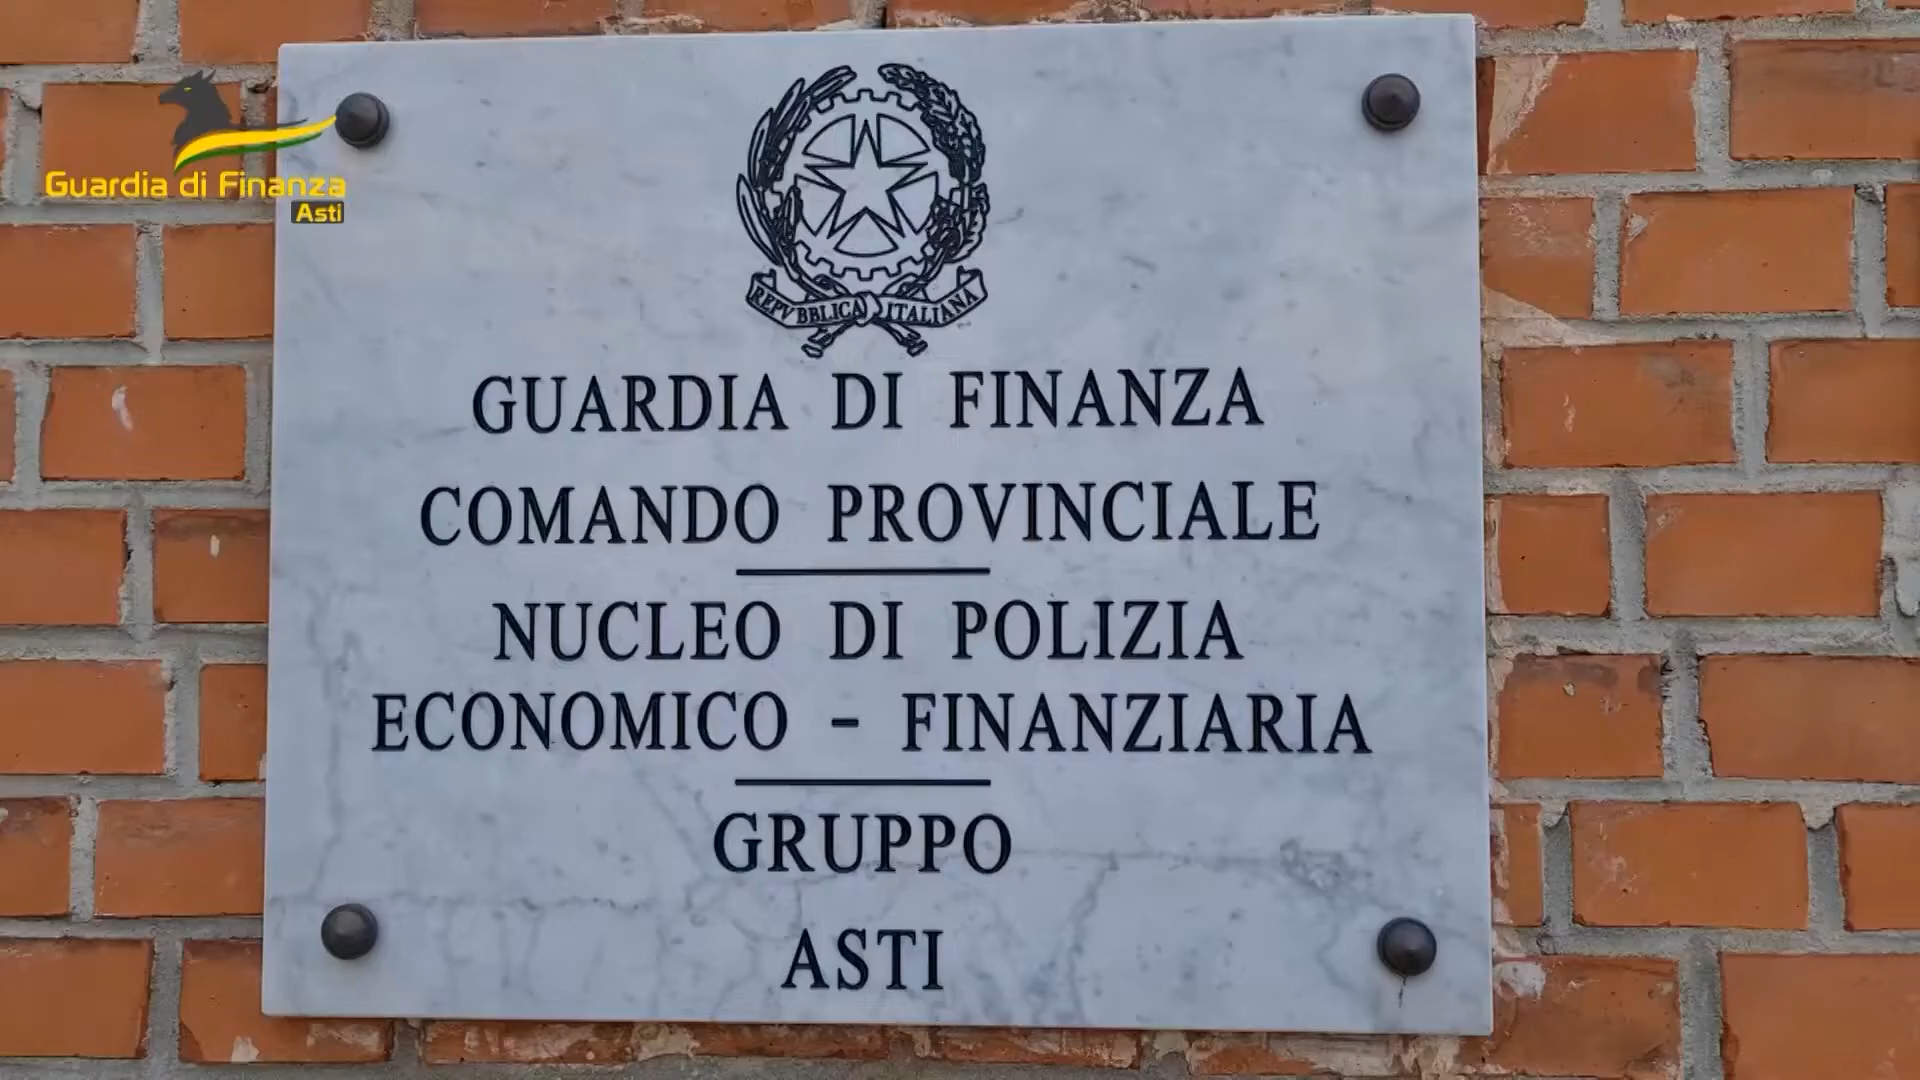 Guardia di Finanza
Asti
REPVBBLICA ITALIANA
GUARDIA DI FINANZA
COMANDO PROVINCIALE
NUCLEO DI POLIZIA
ECONOMICO - FINANZIARIA
GRUPPO
ASTI